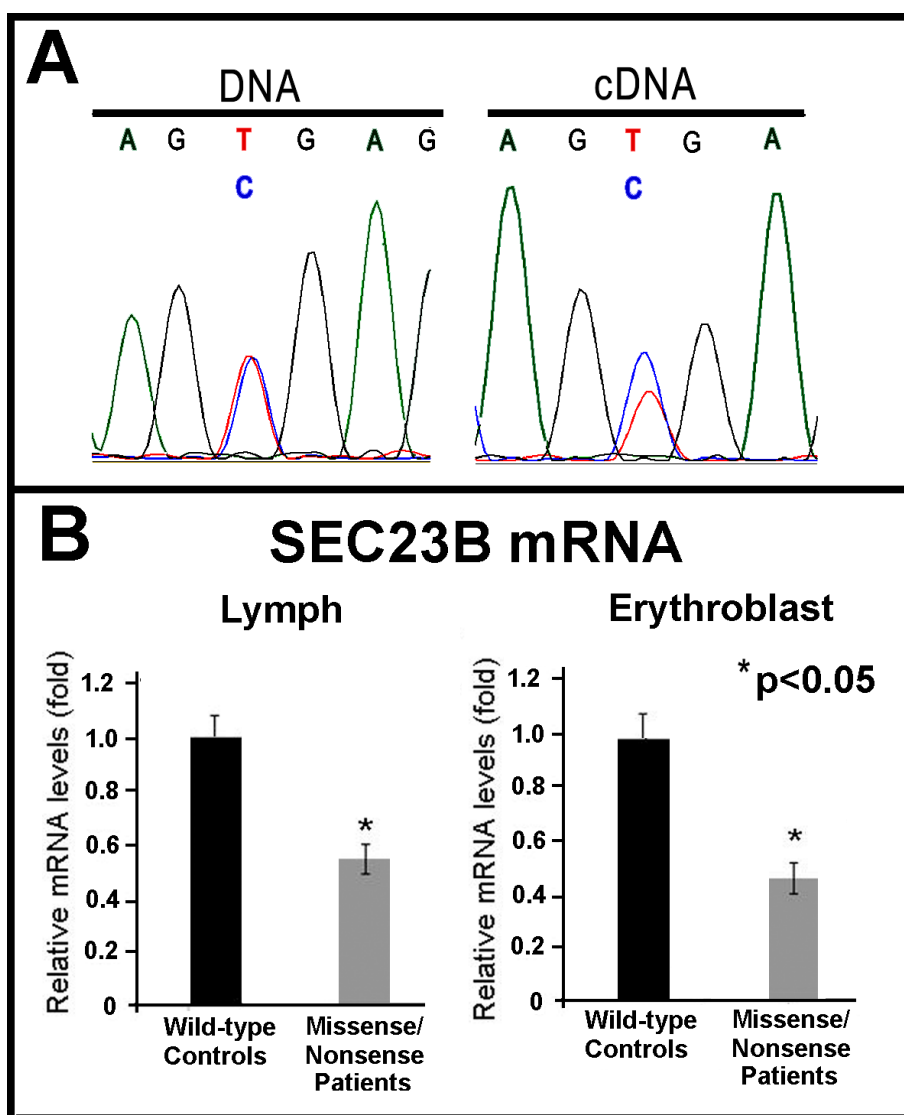 A
DNA
cDNA
A G T G A G
A G T G A
C
C
B
SEC23B mRNA
Lymph
Relative mRNA levels (fold)
1.2
1.0
0.8
0.6
0.4
0.2
0
*
Wild-type
Controls
Missense/
Nonsense
Patients
Erythroblast
* p<0.05
Relative mRNA levels (fold)
1.2
1.0
0.8
0.6
0.4
0.2
0
*
Wild-type
Controls
Missense/
Nonsense
Patients